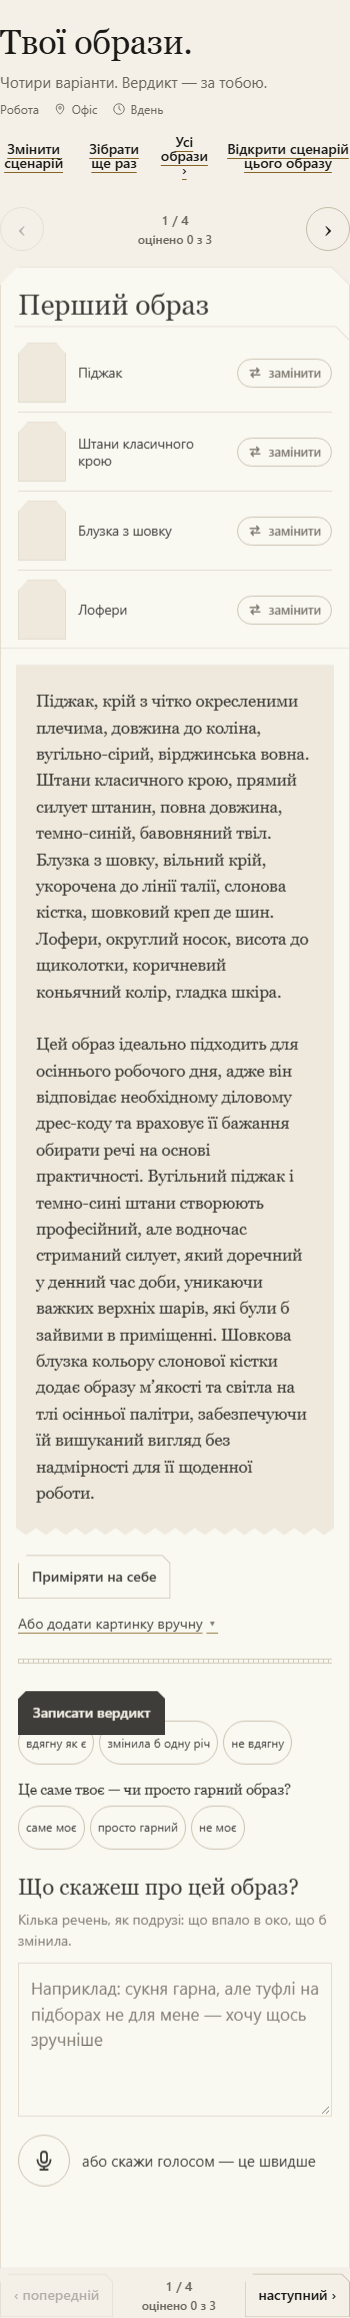 Твої образи.
Чотири варіанти. Вердикт — за тобою.
Робота Офіс Вдень
Змінити сценарій
Зібрати ще раз
Усі образи ›
Відкрити сценарій цього образу
‹
1 / 4
оцінено 0 з 3
›
Перший образ
Піджак
⇄ замінити
Штани класичного
крою
⇄ замінити
Блузка з шовку
⇄ замінити
Лофери
⇄ замінити
Піджак, крій з чітко окресленими
плечима, довжина до коліна,
вугільно-сірий, вірджинська вовна.
Штани класичного крою, прямий
силует штанин, повна довжина,
темно-синій, бавовняний твіл.
Блузка з шовку, вільний крій,
укорочена до лінії талії, слонова
кістка, шовковий креп де шин.
Лофери, округлий носок, висота до
щиколотки, коричневий
коньячний колір, гладка шкіра.
Цей образ ідеально підходить для
осіннього робочого дня, адже він
відповідає необхідному діловому
дрес-коду та враховує її бажання
обирати речі на основі
практичності. Вугільний піджак і
темно-сині штани створюють
професійний, але водночас
стриманий силует, який доречний
у денний час доби, уникаючи
важких верхніх шарів, які були б
зайвими в приміщенні. Шовкова
блузка кольору слонової кістки
додає образу м’якості та світла на
тлі осінньої палітри, забезпечуючи
їй вишуканий вигляд без
надмірності для її щоденної
роботи.
Приміряти на себе
Або додати картинку вручну ▾
Записати вердикт
вдягну як є
змінила б одну річ
не вдягну
Це саме твоє — чи просто гарний образ?
саме моє
просто гарний
не моє
Що скажеш про цей образ?
Кілька речень, як подрузі: що впало в око, що б
змінила.
Наприклад: сукня гарна, але туфлі на
підборах не для мене — хочу щось
зручніше
або скажи голосом — це швидше
‹ попередній
1 / 4
оцінено 0 з 3
наступний ›